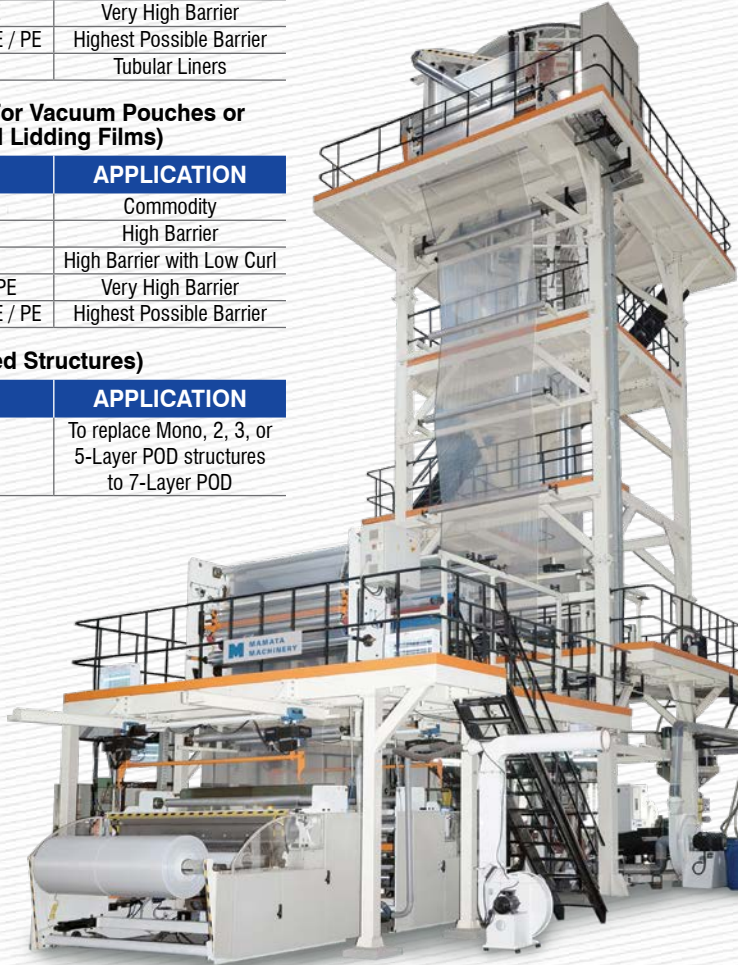 Very High Barrier
E / PE Highest Possible Barrier
Tubular Liners
For Vacuum Pouches or
Lidding Films)
APPLICATION
Commodity
High Barrier
High Barrier with Low Curl
PE Very High Barrier
E / PE Highest Possible Barrier
ed Structures)
APPLICATION
To replace Mono, 2, 3, or
5-Layer POD structures
to 7-Layer POD
M MAMATA
MACHINERY